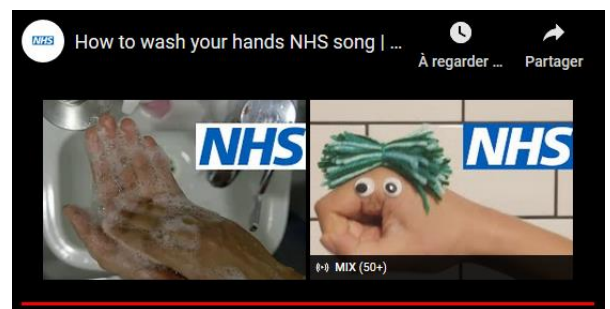 NHS
How to wash your hands NHS song | ...
À regarder ...
Partager
NHS
NHS
MIX (50+)